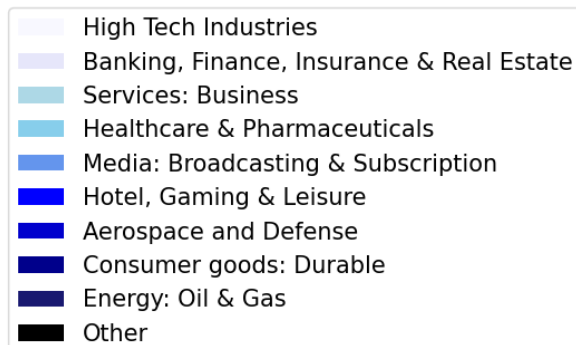 High Tech Industries
Banking, Finance, Insurance & Real Estate
Services: Business
Healthcare & Pharmaceuticals
Media: Broadcasting & Subscription
Hotel, Gaming & Leisure
Aerospace and Defense
Consumer goods: Durable
Energy: Oil & Gas
Other